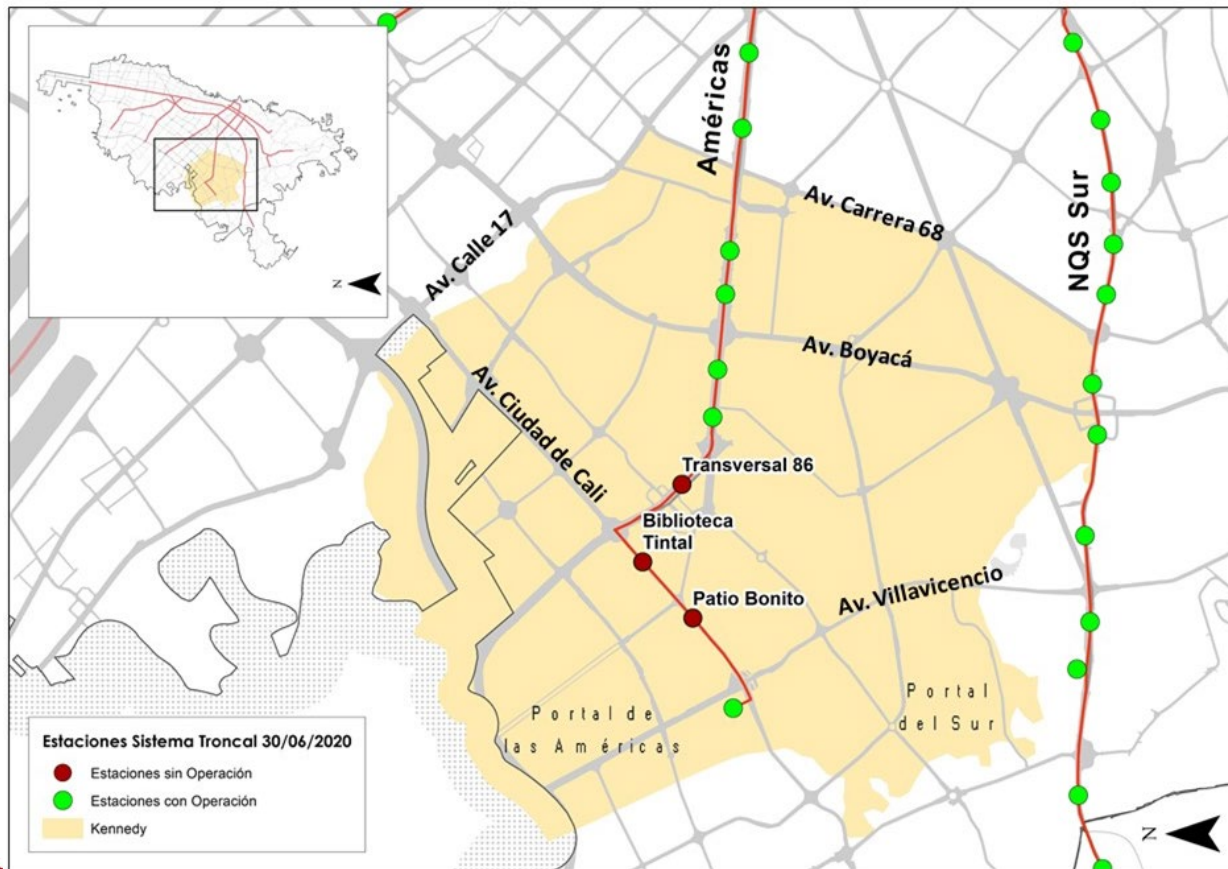 N
Américas
NQS Sur
Av. Carrera 68
Av. Calle 17
Av. Boyacá
Av. Ciudad de Cali
Transversal 86
Biblioteca
Tintal
Patio Bonito
Av. Villavicencio
Portal de
las Américas
Portal
del Sur
Estaciones Sistema Troncal 30/06/2020
Estaciones sin Operación
Estaciones con Operación
Kennedy
N